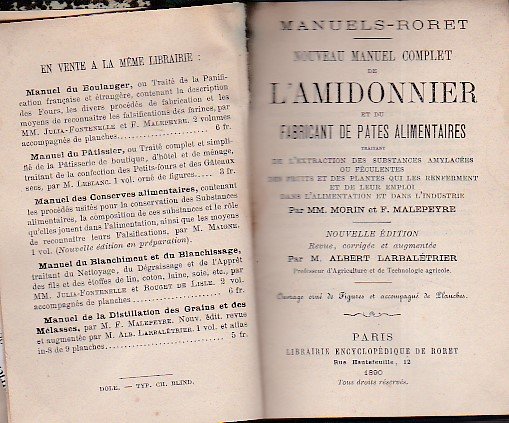 EN VENTE A LA MÊME LIBRAIRIE :
Manuel du Boulanger, ou Traité de la Panifi-
cation française et étrangère, contenant la description
des Fours, les divers procédés de fabrication et les
moyens de reconnaître les falsifications des farines, par
MM. JULIA-FONTENELLE et F. MALEPEYRE. 2 volumes
accompagnés de planches. 6 fr.
Manuel du Pâtissier, ou Traité complet et simpli-
fié de la Pâtisserie de boutique, d'hôtel et de ménage,
traitant de la confection des Petits-fours et des Gâteaux
secs, par M. LEBLANC. 1 vol. orné de figures. 3 fr.
Manuel des Conserves alimentaires, contenant
les procédés usités pour la conservation des Substances
alimentaires, la composition de ces substances et le rôle
qu'elles jouent dans l'alimentation, ainsi que les moyens
de reconnaître leurs Falsifications, par M.
1 vol. (Nouvelle édition en préparation).
Manuel du Blanchiment et du Blanchissage,
traitant du Nettoyage, du Dégraissage et de l'Apprêt
des fils et des étoffes de lin, coton, laine, soie, etc., par
MM. JULIA-FONTENELLE et ROUGET DE LISLE. 2 vol.
accompagnés de planches 6 fr.
Manuel de la Distillation des Grains et des
Mélasses, par M. F. MALEPEYRE. Nouv. édit. revue
et augmentée par M. ALB. LARBALÉTRIER. 1 vol. et atlas
in-8 de 9 planches. 5 fr.
DOLE. — TYP. CH. BLIND.
MANUELS-RORET
NOUVEAU MANUEL COMPLET
DE
L'AMIDONNIER
ET DU
FABRICANT DE PATES ALIMENTAIRES
TRAITANT
DE L'EXTRACTION DES SUBSTANCES AMYLACÉES
OU FÉCULENTES
DES FRUITS ET DES PLANTES QUI LES RENFERMENT
ET DE LEUR EMPLOI
DANS L'ALIMENTATION ET DANS L'INDUSTRIE
Par MM. MORIN et F. MALEPEYRE
NOUVELLE ÉDITION
Revue, corrigée et augmentée
Par M. ALBERT LARBALÉTRIER
Professeur d'Agriculture et de Technologie agricole.
Ouvrage orné de Figures et accompagné de Planches.
PARIS
LIBRAIRIE ENCYCLOPÉDIQUE DE RORET
Rue Hautefeuille, 12
1890
Tous droits réservés.